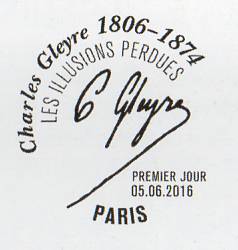 Charles Gleyre 1806–1874
LES ILLUSIONS PERDUES
C Gleyre
PREMIER JOUR
05.06.2016
PARIS